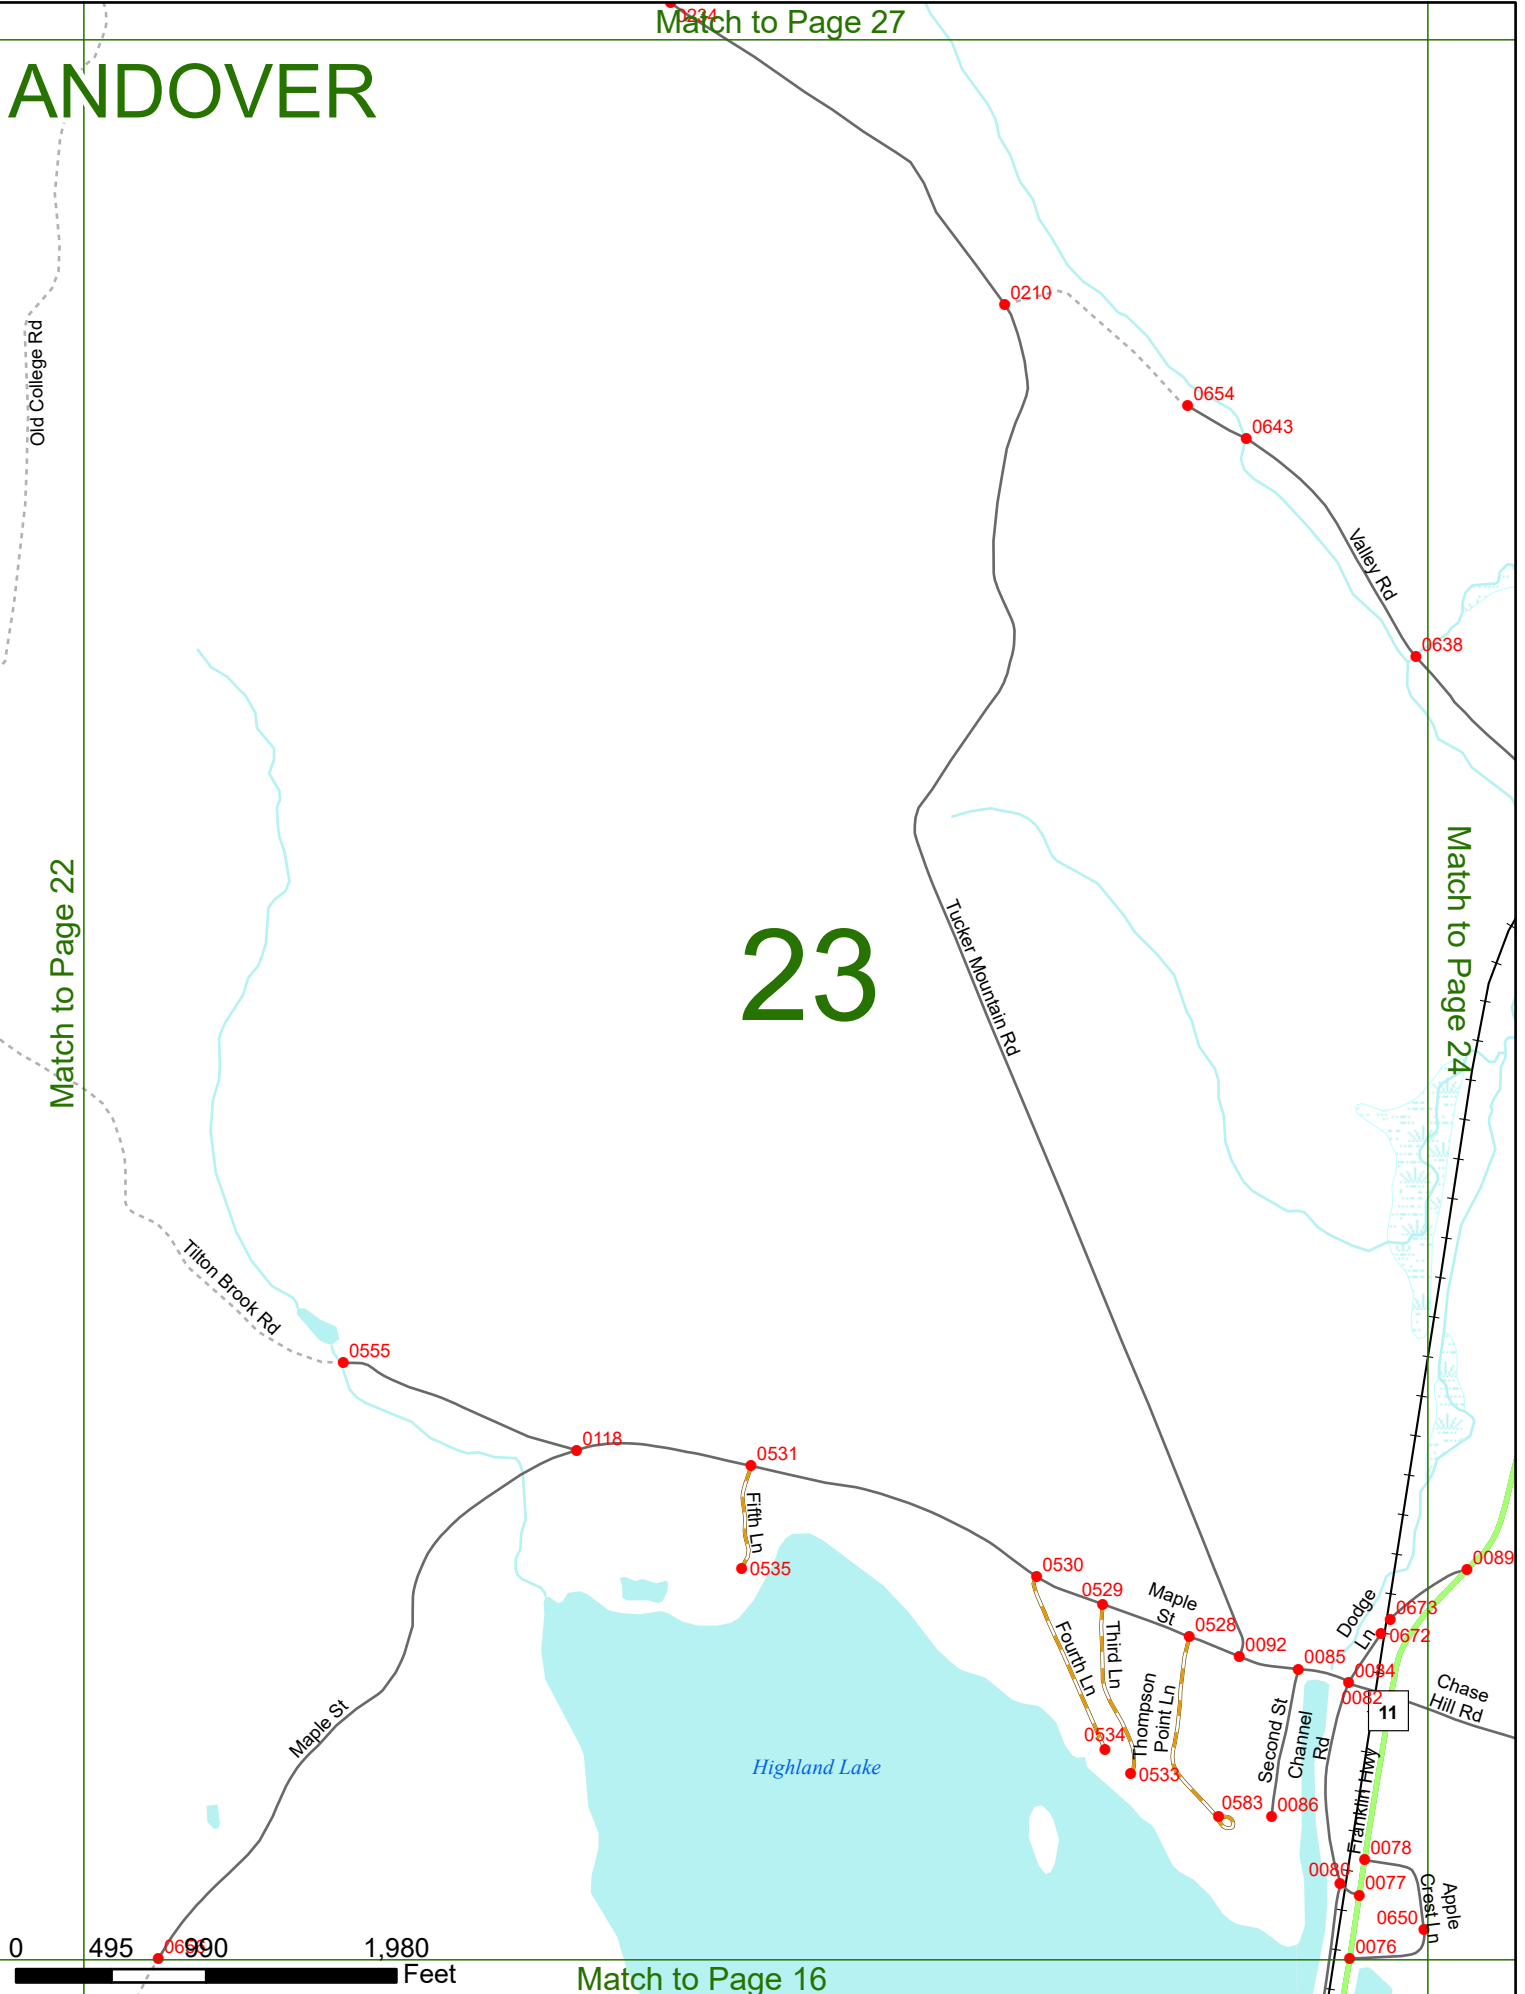 0234
Match to Page 27
ANDOVER
0210
Old College Rd
0654
0643
Valley Rd
0638
Match to Page 22
23
Tucker Mountain Rd
Match to Page 24
Tilton Brook Rd
0555
0118
0531
Fifth Ln
0535
0530
0529
Maple
St
0528
0092
0085
0084
0082
Dodge
Ln
0673
0672
0089
Chase
Hill Rd
11
Fourth Ln
Third Ln
Thompson
Point Ln
Second St
Channel
Rd
Franklin Hwy
0534
0533
0583
0086
Maple St
Highland Lake
0078
0080
0077
Apple
Crest Ln
0650
0076
0 495 990 1,980
Feet
Match to Page 16